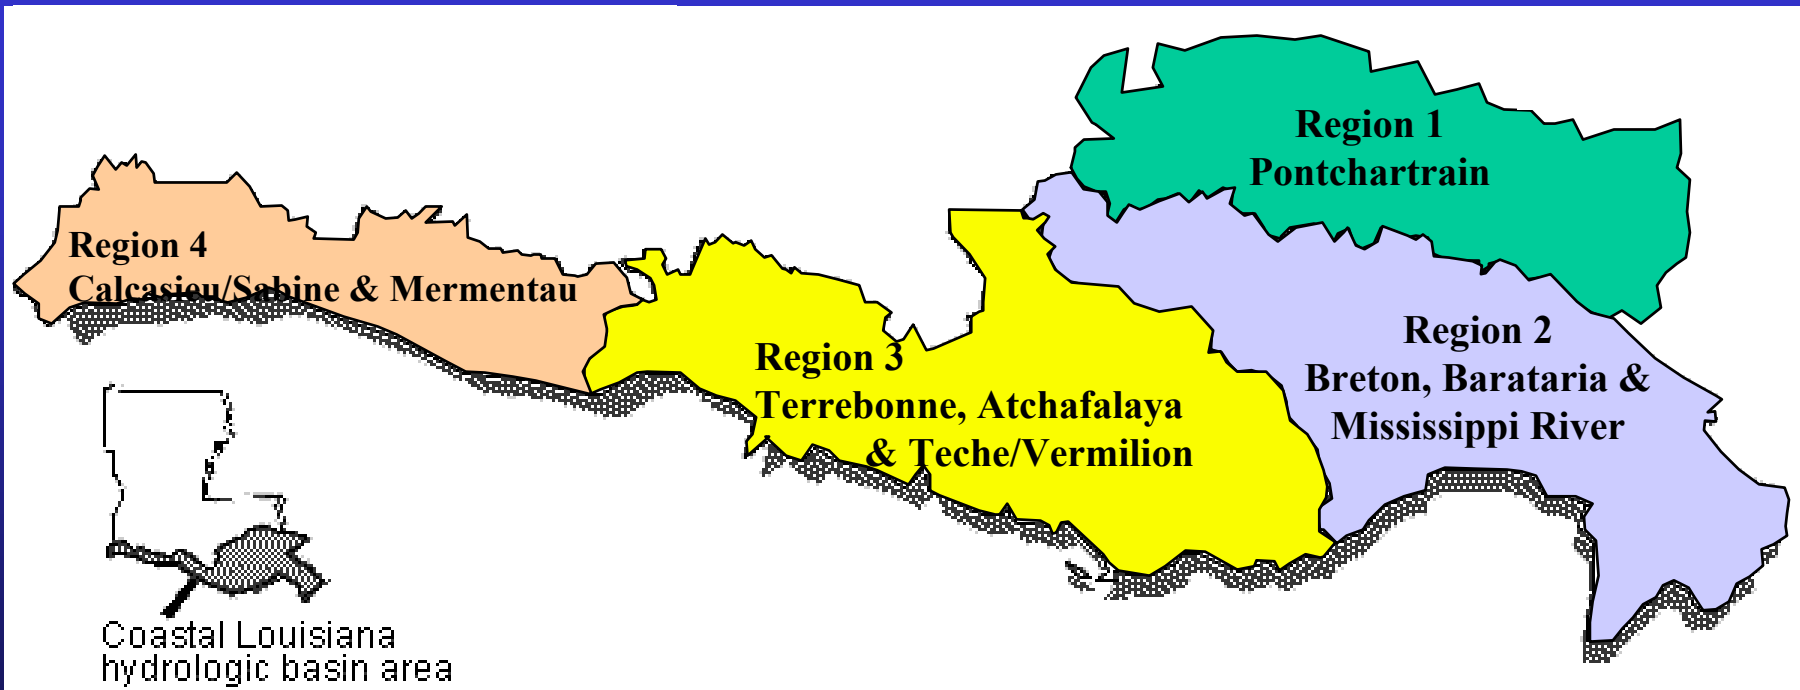 Region 1
Pontchartrain
Region 4
Calcasieu/Sabine & Mermentau
Region 2
Breton, Barataria &
Mississippi River
Region 3
Terrebonne, Atchafalaya
& Teche/Vermilion
Coastal Louisiana
hydrologic basin area